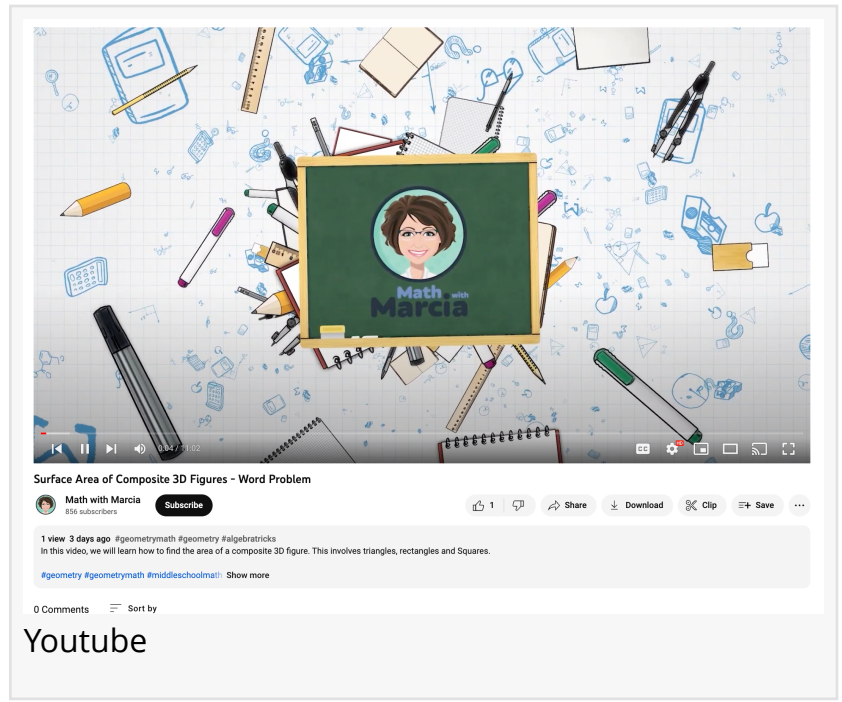 Math with
Marcia
0:04 / 11:02
CC
HD
Surface Area of Composite 3D Figures - Word Problem
Math with Marcia
856 subscribers
Subscribe
1
Share
Download
Clip
Save
1 view 3 days ago #geometrymath #geometry #algebratricks
In this video, we will learn how to find the area of a composite 3D figure. This involves triangles, rectangles and Squares.
#geometry #geometrymath #middleschoolmath Show more
0 Comments
Sort by
Youtube